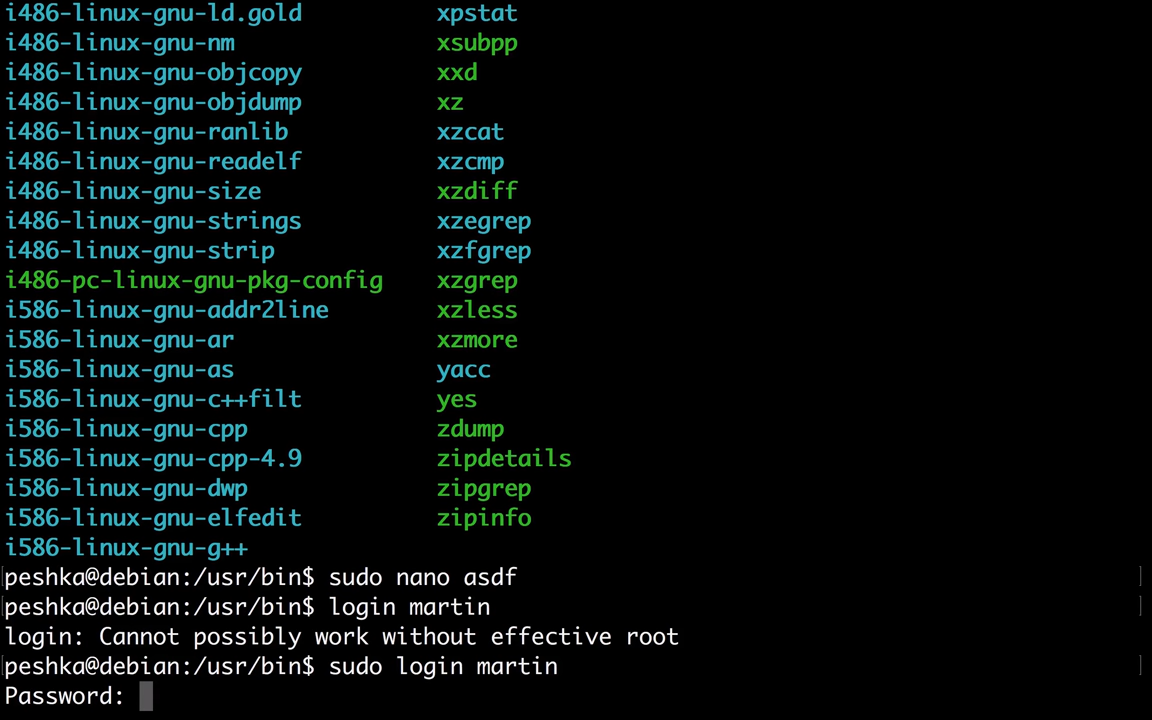 i486-linux-gnu-ld.gold xpstat
i486-linux-gnu-nm xsubpp
i486-linux-gnu-objcopy xxd
i486-linux-gnu-objdump xz
i486-linux-gnu-ranlib xzcat
i486-linux-gnu-readelf xzcmp
i486-linux-gnu-size xzdiff
i486-linux-gnu-strings xzegrep
i486-linux-gnu-strip xzfgrep
i486-pc-linux-gnu-pkg-config xzgrep
i586-linux-gnu-addr2line xzless
i586-linux-gnu-ar xzmore
i586-linux-gnu-as yacc
i586-linux-gnu-c++filt yes
i586-linux-gnu-cpp zdump
i586-linux-gnu-cpp-4.9 zipdetails
i586-linux-gnu-dwp zipgrep
i586-linux-gnu-elfedit zipinfo
i586-linux-gnu-g++
[peshka@debian:/usr/bin$ sudo nano asdf ]
[peshka@debian:/usr/bin$ login martin ]
login: Cannot possibly work without effective root
[peshka@debian:/usr/bin$ sudo login martin ]
Password: